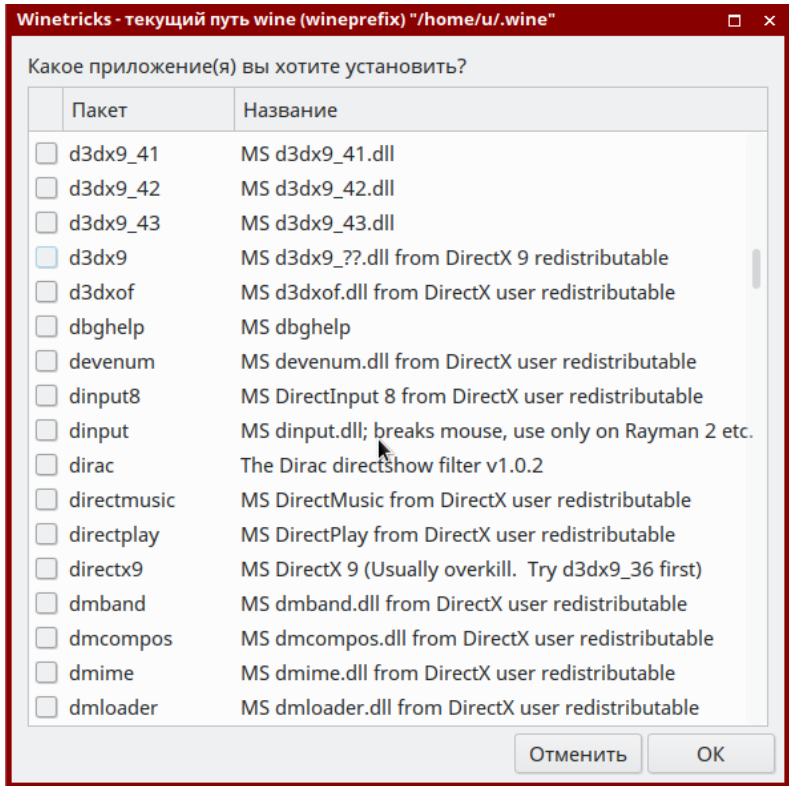 Winetricks - текущий путь wine (wineprefix) "/home/u/.wine"
Какое приложение(я) вы хотите установить?
Пакет Название
d3dx9_41 MS d3dx9_41.dll
d3dx9_42 MS d3dx9_42.dll
d3dx9_43 MS d3dx9_43.dll
d3dx9 MS d3dx9_??.dll from DirectX 9 redistributable
d3dxof MS d3dxof.dll from DirectX user redistributable
dbghelp MS dbghelp
devenum MS devenum.dll from DirectX user redistributable
dinput8 MS DirectInput 8 from DirectX user redistributable
dinput MS dinput.dll; breaks mouse, use only on Rayman 2 etc.
dirac The Dirac directshow filter v1.0.2
directmusic MS DirectMusic from DirectX user redistributable
directplay MS DirectPlay from DirectX user redistributable
directx9 MS DirectX 9 (Usually overkill.  Try d3dx9_36 first)
dmband MS dmband.dll from DirectX user redistributable
dmcompos MS dmcompos.dll from DirectX user redistributable
dmime MS dmime.dll from DirectX user redistributable
dmloader MS dmloader.dll from DirectX user redistributable
Отменить ОК